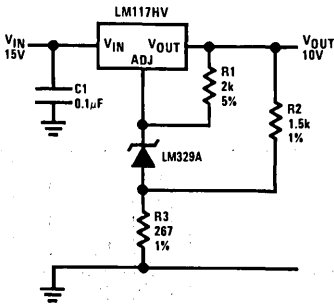 LM117HV
VIN
15V
VIN
VOUT
ADJ
VOUT
10V
C1
0.1μF
R1
2k
5%
R2
1.5k
1%
LM329A
R3
267
1%